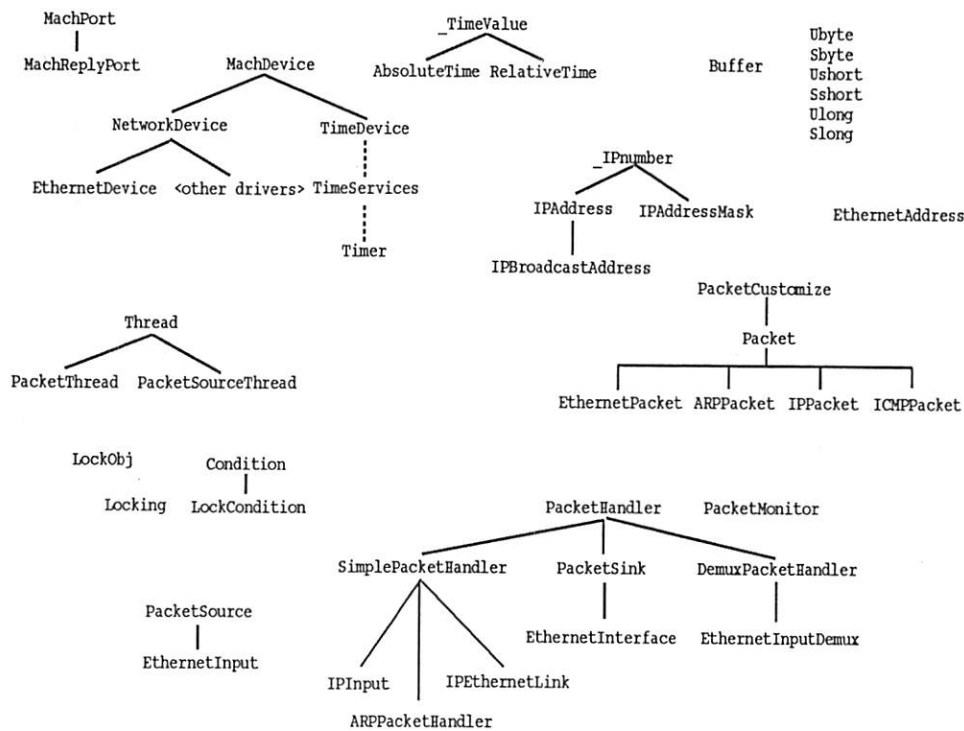 MachPort
MachReplyPort
MachDevice
NetworkDevice TimeDevice
EthernetDevice <other drivers> TimeServices
Timer
_TimeValue
AbsoluteTime RelativeTime
Buffer
Ubyte
Sbyte
Ushort
Sshort
Ulong
Slong
_IPnumber
IPAddress IPAddressMask
IPBroadcastAddress
EthernetAddress
PacketCustomize
Packet
EthernetPacket ARPPacket IPPacket ICMPPacket
Thread
PacketThread PacketSourceThread
LockObj
Locking
Condition
LockCondition
PacketHandler PacketMonitor
SimplePacketHandler PacketSink DemuxPacketHandler
EthernetInterface EthernetInputDemux
IPInput IPEthernetLink
ARPPacketHandler
PacketSource
EthernetInput